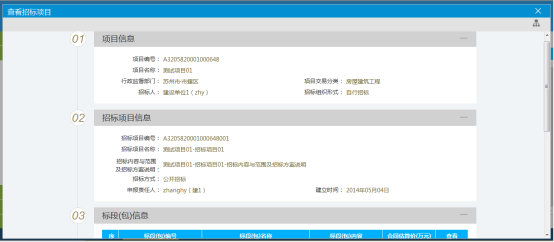 查看招标项目
01 项目信息
项目编号： A3205820001000648
项目名称： 测试项目01
行政监督部门： 苏州市·市辖区 项目交易分类： 房屋建筑工程
招标人： 建设单位1（zhy） 招标组织形式： 自行招标
02 招标项目信息
招标项目编号： A3205820001000648001
招标项目名称： 测试项目01-招标项目01
招标内容与范围
及招标方案说明 测试项目01-招标项目01-招标内容与范围及招标方案说明
招标方式： 公开招标
申报责任人： zhanghy（建1） 建立时间： 2014年05月04日
03 标段(包)信息
序 标段(包)编号 标段(包)名称 标段(包)内容 合同估算价(万元) 查看